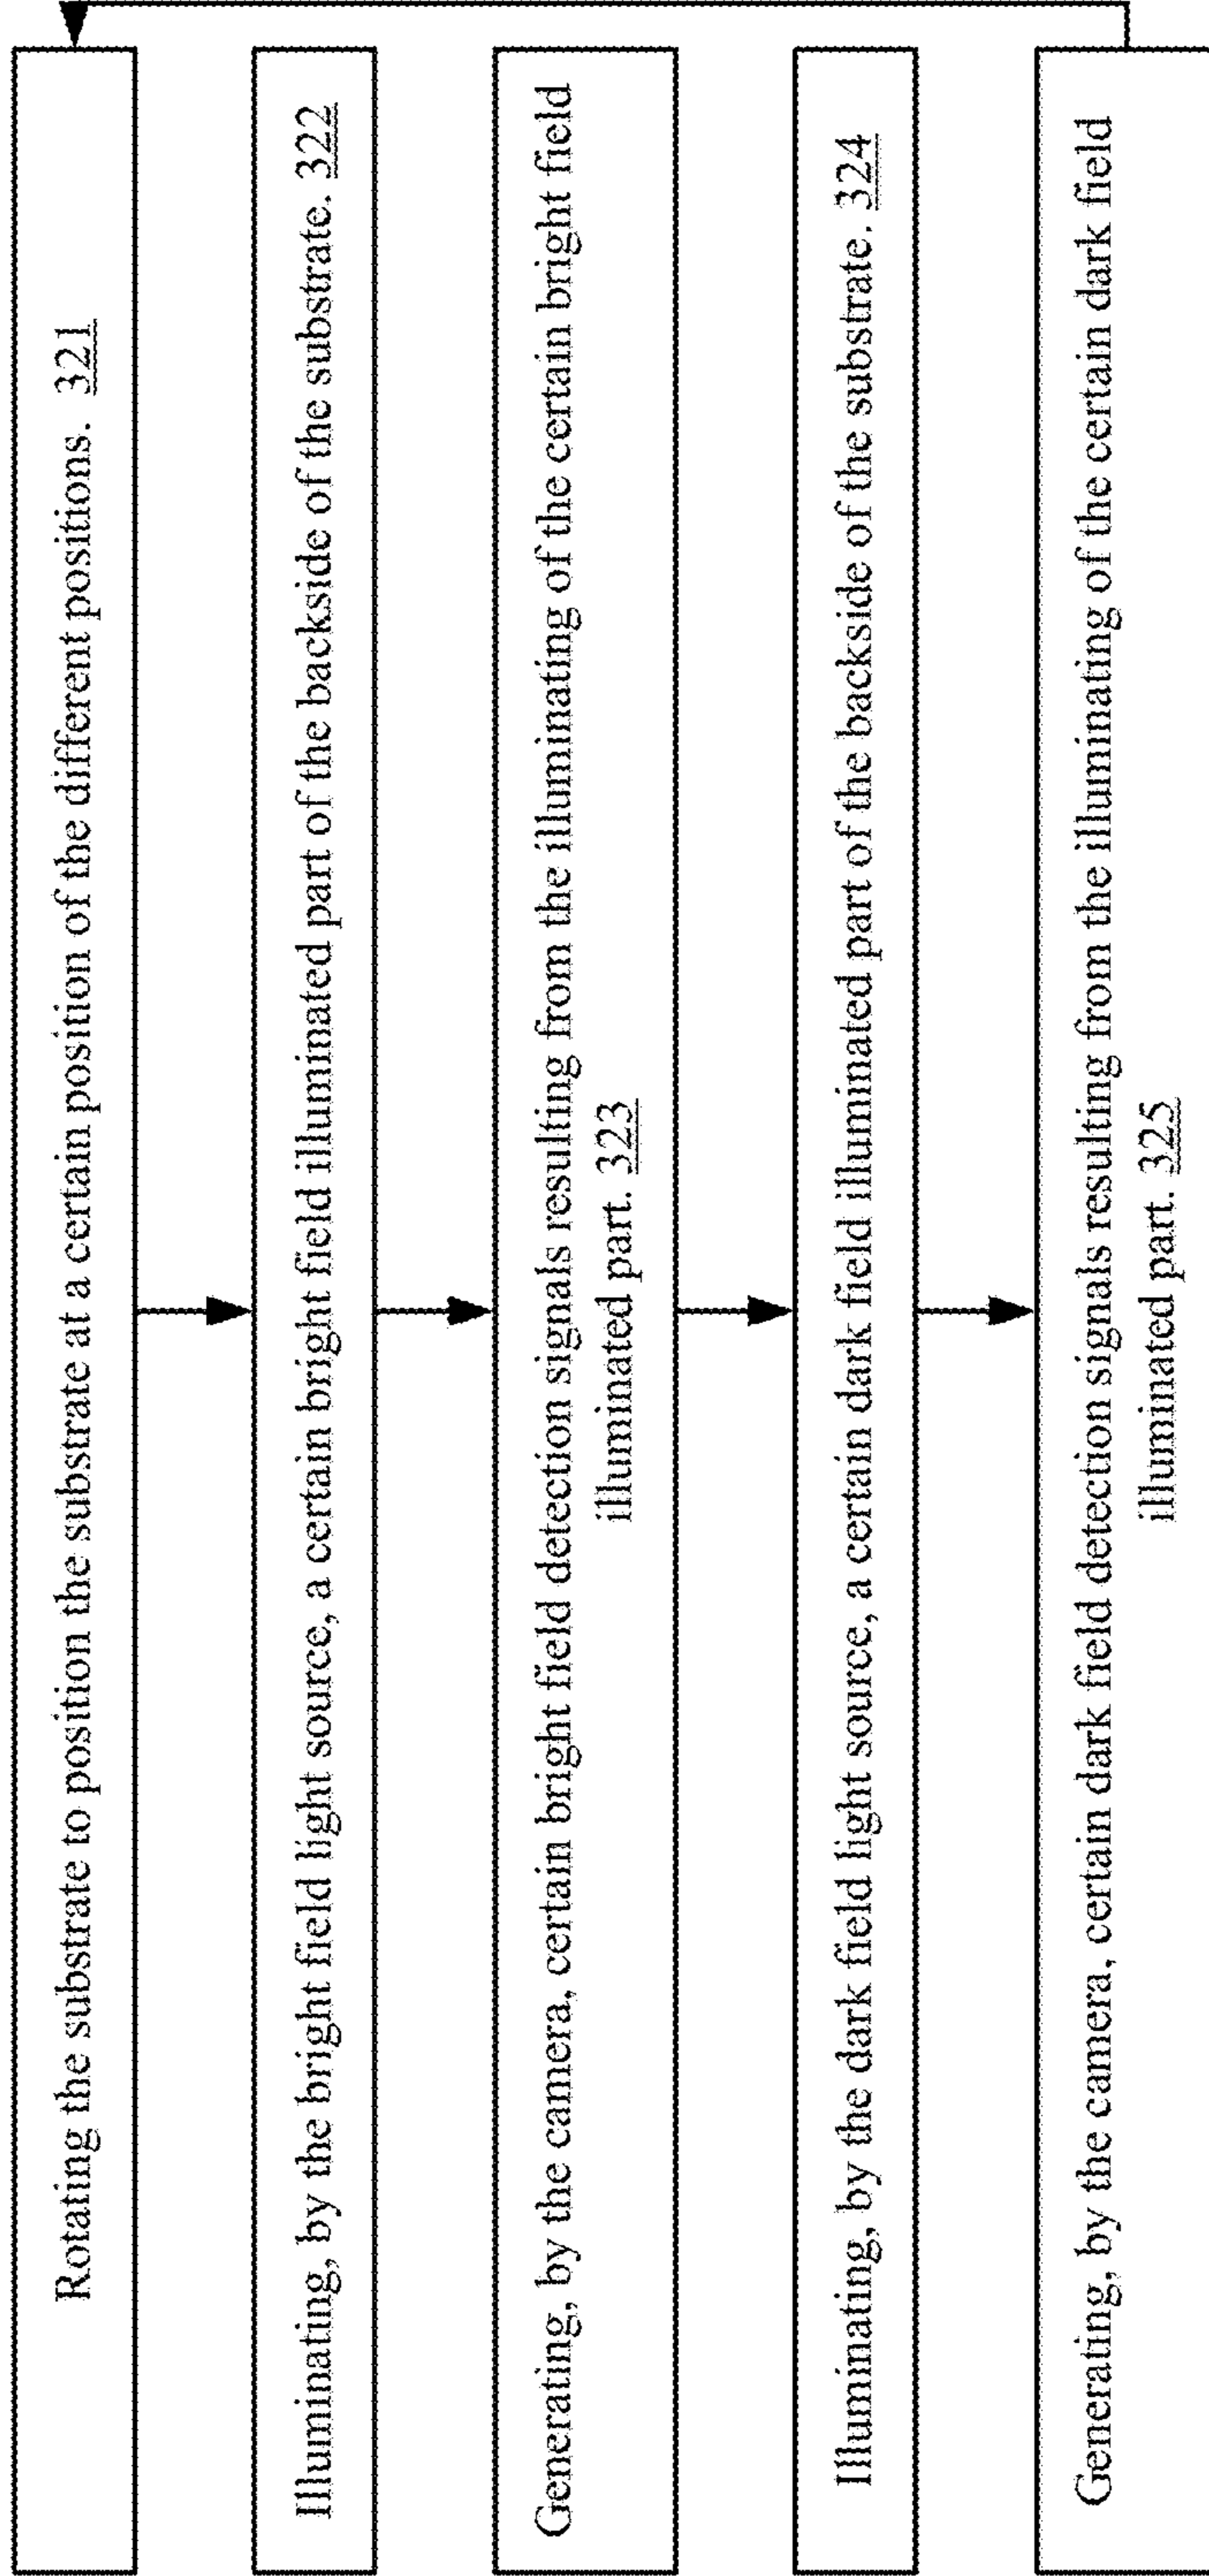 Rotating the substrate to position the substrate at a certain position of the different positions. 321
Illuminating, by the bright field light source, a certain bright field illuminated part of the backside of the substrate. 322
Generating, by the camera, certain bright field detection signals resulting from the illuminating of the certain bright field
illuminated part. 323
Illuminating, by the dark field light source, a certain dark field illuminated part of the backside of the substrate. 324
Generating, by the camera, certain dark field detection signals resulting from the illuminating of the certain dark field
illuminated part. 325